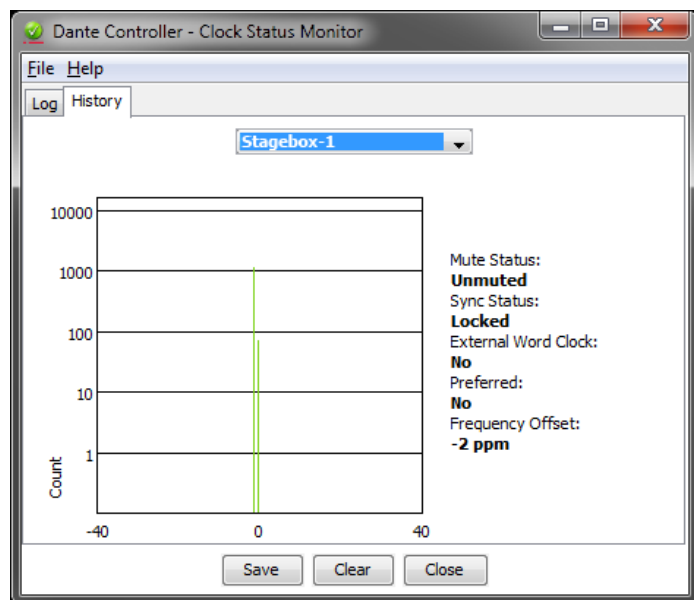 Dante Controller - Clock Status Monitor
File Help
Log History
Stagebox-1
10000
1000
100
10
1
Count
-40 0 40
Mute Status:
Unmuted
Sync Status:
Locked
External Word Clock:
No
Preferred:
No
Frequency Offset:
-2 ppm
Save Clear Close